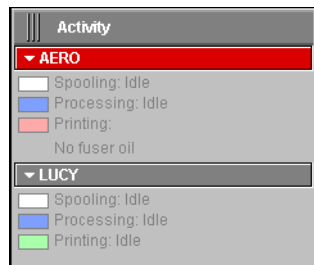 Activity
AERO
Spooling: Idle
Processing: Idle
Printing:
No fuser oil
LUCY
Spooling: Idle
Processing: Idle
Printing: Idle